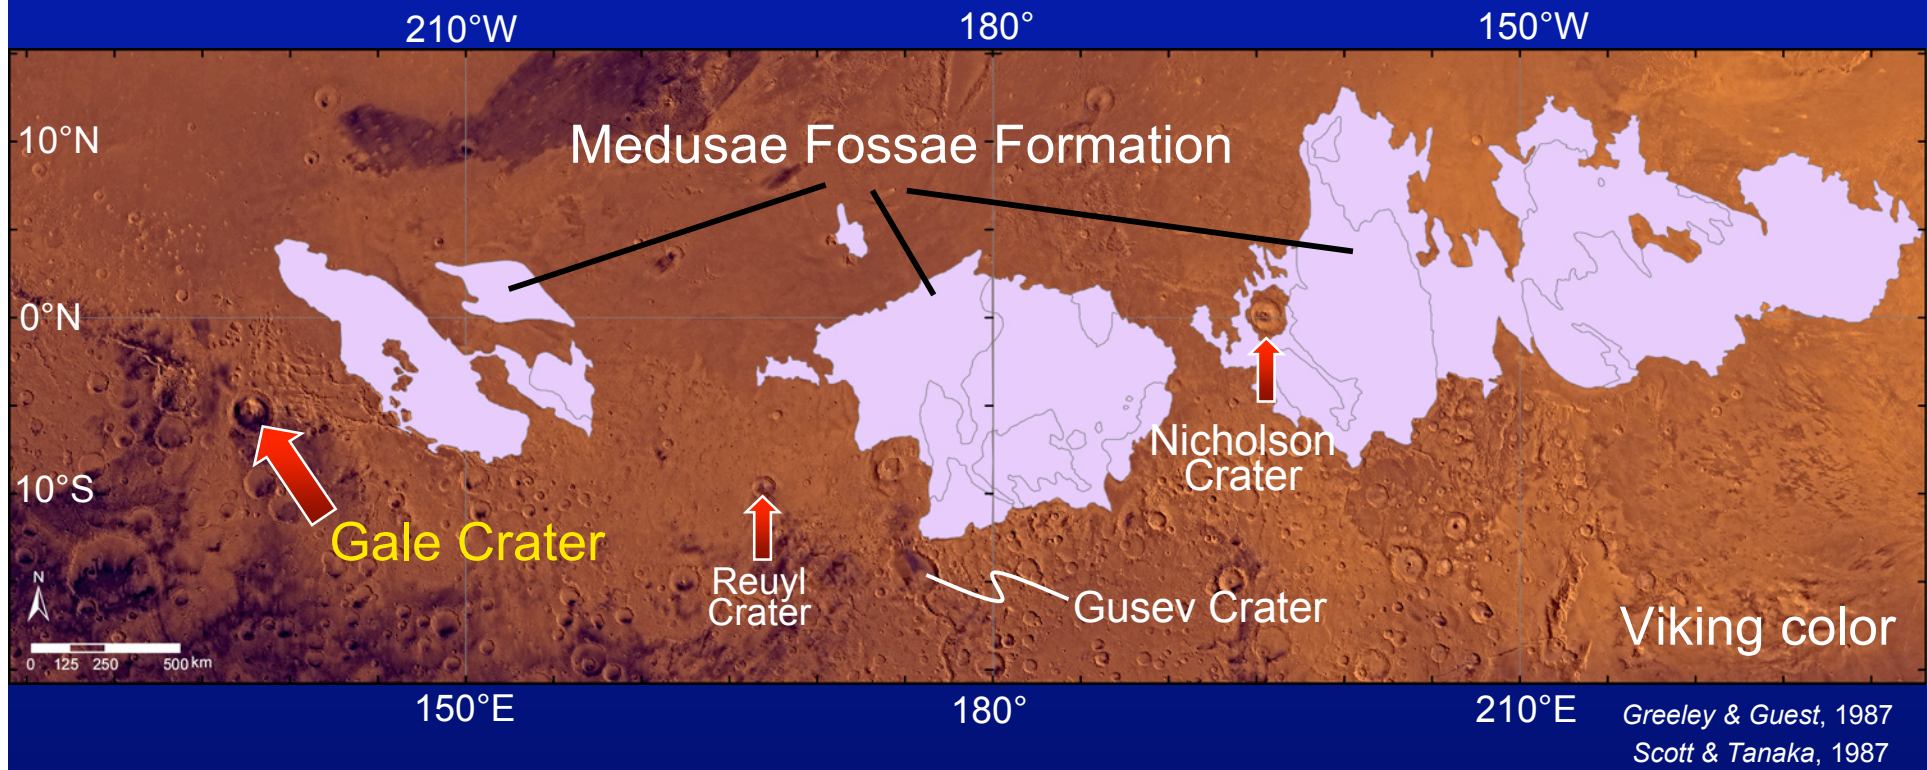 210°W
180°
150°W
10°N
Medusae Fossae Formation
0°N
10°S
Nicholson
Crater
Gale Crater
Reuyl
Crater
Gusev Crater
Viking color
N
0 125 250 500 km
150°E
180°
210°E
Greeley & Guest, 1987
Scott & Tanaka, 1987